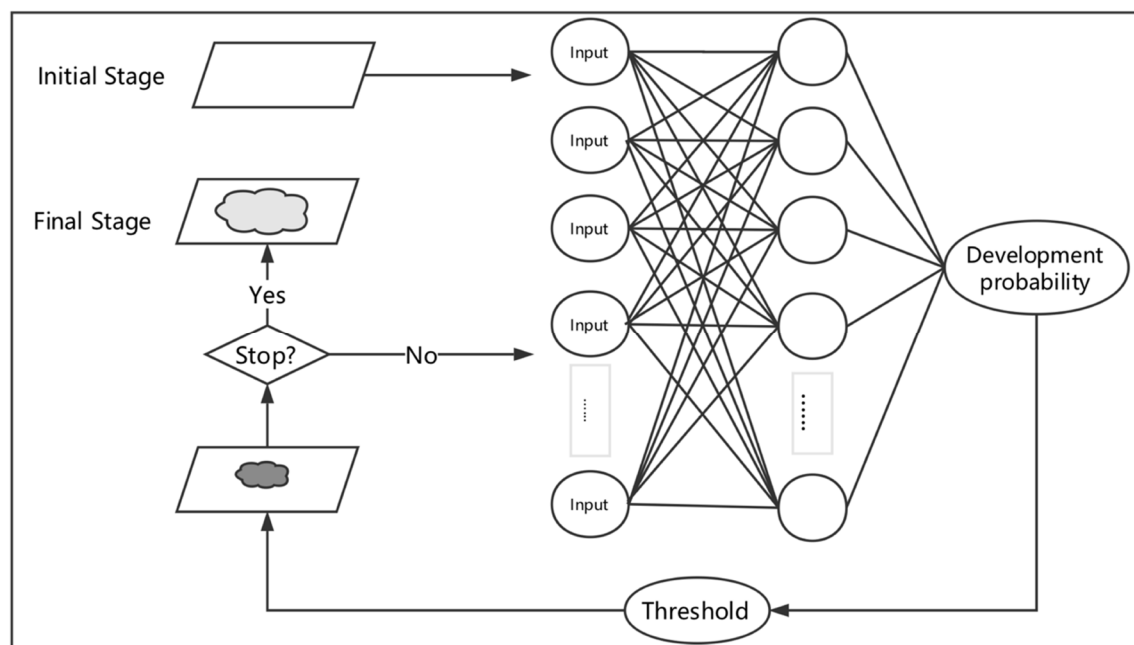 Initial Stage
Input
Input
Final Stage
Input
Development
probability
Yes
Input
Stop?
No
......
......
Input
Threshold